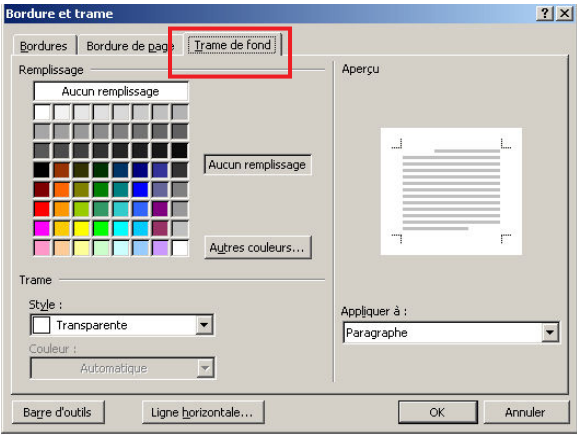 Bordure et trame
Bordures
Bordure de page
Trame de fond
Remplissage
Aucun remplissage
Aucun remplissage
Autres couleurs...
Trame
Style :
Transparente
Couleur :
Automatique
Aperçu
Appliquer à :
Paragraphe
Barre d'outils
Ligne horizontale...
OK
Annuler